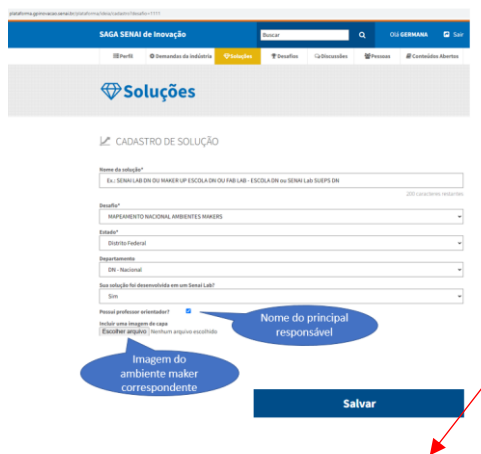 plataforma.gpinovacao.senai.br/plataforma/ideia/cadastro?desafio=????
SAGA SENAI de Inovação Buscar Olá GERMANA Sair
Perfil Demandas da indústria Soluções Desafios Discussões Pessoas Conteúdos Abertos
Soluções
CADASTRO DE SOLUÇÃO
Nome da solução*
Ex.: SENAI LAB DN OU MAKER UP ESCOLA DN OU FAB LAB - ESCOLA DN ou SENAI Lab SUEPS DN
200 caracteres restantes
Desafio*
MAPEAMENTO NACIONAL AMBIENTES MAKERS
Estado*
Distrito Federal
Departamento
DN - Nacional
Sua solução foi desenvolvida em um Senai Lab?
Sim
Possui professor orientador?
Nome do principal
responsável
Incluir uma imagem de capa
Escolher arquivo Nenhum arquivo escolhido
Imagem do
ambiente maker
correspondente
Salvar